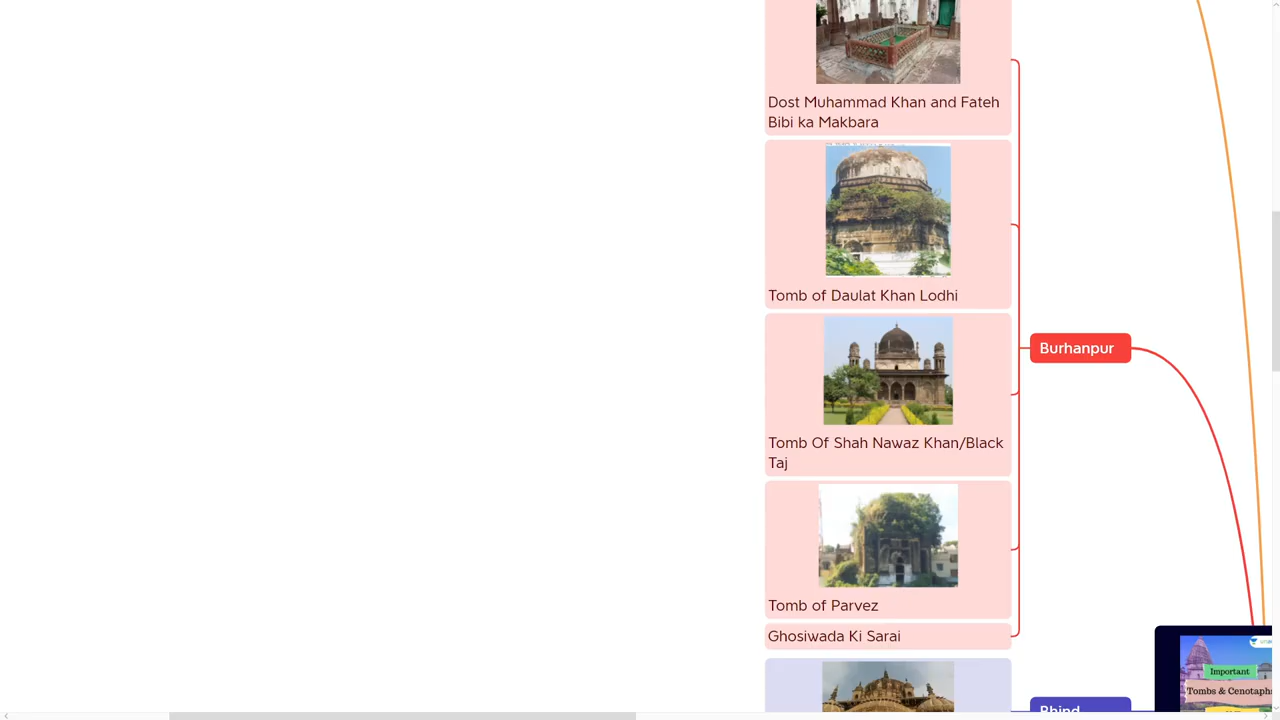 Dost Muhammad Khan and Fateh
Bibi ka Makbara
Tomb of Daulat Khan Lodhi
Tomb Of Shah Nawaz Khan/Black
Taj
Tomb of Parvez
Ghosiwada Ki Sarai
Burhanpur
Bhind
Important
Tombs & Cenotaphs